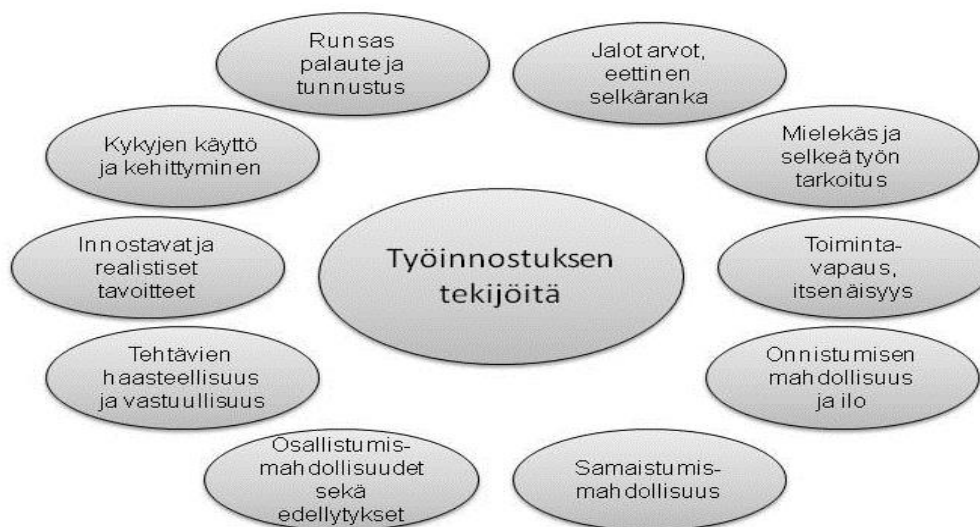 Runsas
palaute ja
tunnustus
Jalot arvot,
eettinen
selkäranka
Kykyjen käyttö
ja kehittyminen
Mielekäs ja
selkeä työn
tarkoitus
Innostavat ja
realistiset
tavoitteet
Työinnostuksen
tekijöitä
Toiminta-
vapaus,
itsenäisyys
Tehtävien
haasteellisuus
ja vastuullisuus
Onnistumisen
mahdollisuus
ja ilo
Osallistumis-
mahdollisuudet
sekä
edellytykset
Samaistumis-
mahdollisuus